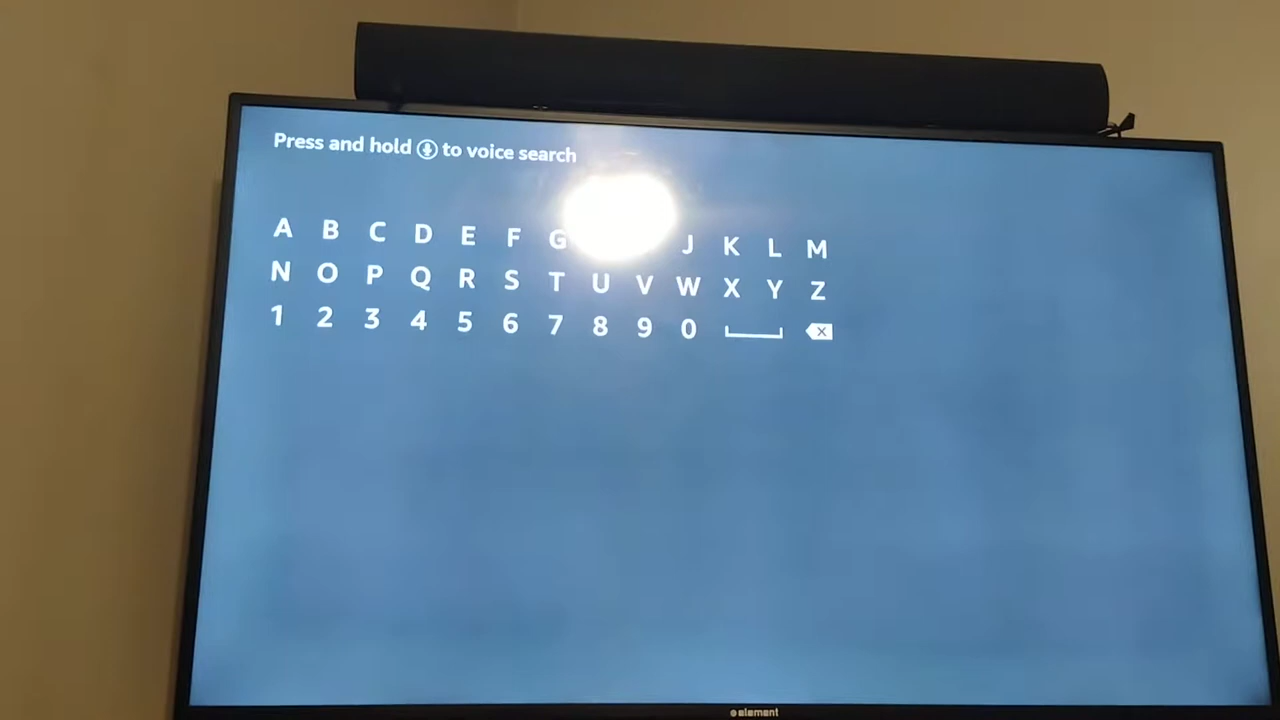 Press and hold to voice search
A B C D E F G J K L M
N O P Q R S T U V W X Y Z
1 2 3 4 5 6 7 8 9 0
element